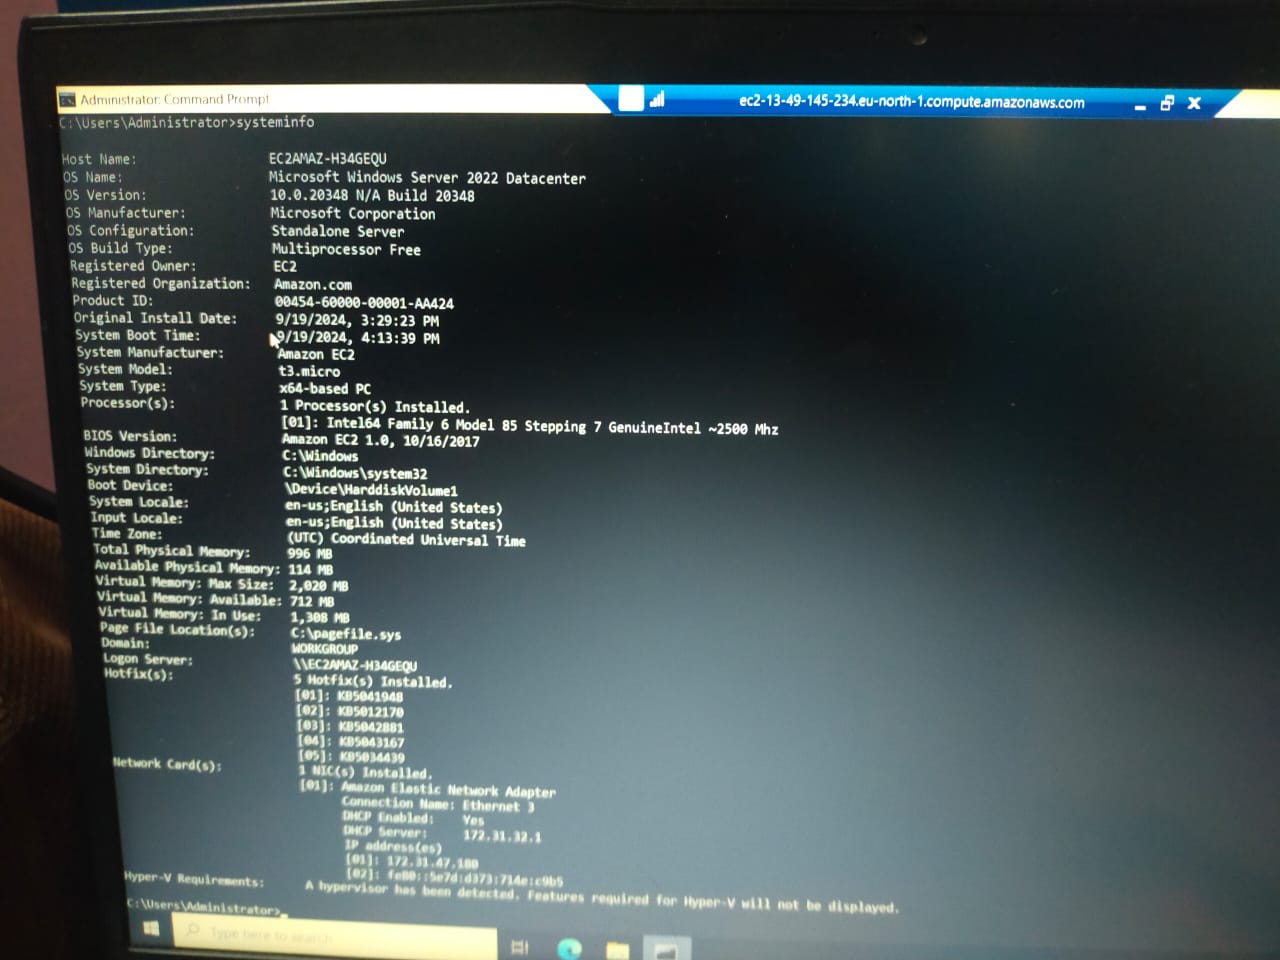 Administrator: Command Prompt
ec2-13-49-145-234.eu-north-1.compute.amazonaws.com
C:\Users\Administrator>systeminfo
Host Name: EC2AMAZ-H34GEQU
OS Name: Microsoft Windows Server 2022 Datacenter
OS Version: 10.0.20348 N/A Build 20348
OS Manufacturer: Microsoft Corporation
OS Configuration: Standalone Server
OS Build Type: Multiprocessor Free
Registered Owner: EC2
Registered Organization: Amazon.com
Product ID: 00454-60000-00001-AA424
Original Install Date: 9/19/2024, 3:29:23 PM
System Boot Time: 9/19/2024, 4:13:39 PM
System Manufacturer: Amazon EC2
System Model: t3.micro
System Type: x64-based PC
Processor(s): 1 Processor(s) Installed.
[01]: Intel64 Family 6 Model 85 Stepping 7 GenuineIntel ~2500 Mhz
BIOS Version: Amazon EC2 1.0, 10/16/2017
Windows Directory: C:\Windows
System Directory: C:\Windows\system32
Boot Device: \Device\HarddiskVolume1
System Locale: en-us;English (United States)
Input Locale: en-us;English (United States)
Time Zone: (UTC) Coordinated Universal Time
Total Physical Memory: 996 MB
Available Physical Memory: 114 MB
Virtual Memory: Max Size: 2,020 MB
Virtual Memory: Available: 712 MB
Virtual Memory: In Use: 1,308 MB
Page File Location(s): C:\pagefile.sys
Domain: WORKGROUP
Logon Server: \\EC2AMAZ-H34GEQU
Hotfix(s): 5 Hotfix(s) Installed.
[01]: KB5041948
[02]: KB5012170
[03]: KB5042881
[04]: KB5043167
[05]: KB5034439
Network Card(s): 1 NIC(s) Installed.
[01]: Amazon Elastic Network Adapter
Connection Name: Ethernet 3
DHCP Enabled: Yes
DHCP Server: 172.31.32.1
IP address(es)
[01]: 172.31.47.180
[02]: fe80::5e7d:d373:714e:c9b5
Hyper-V Requirements: A hypervisor has been detected. Features required for Hyper-V will not be displayed.
C:\Users\Administrator>
Type here to search